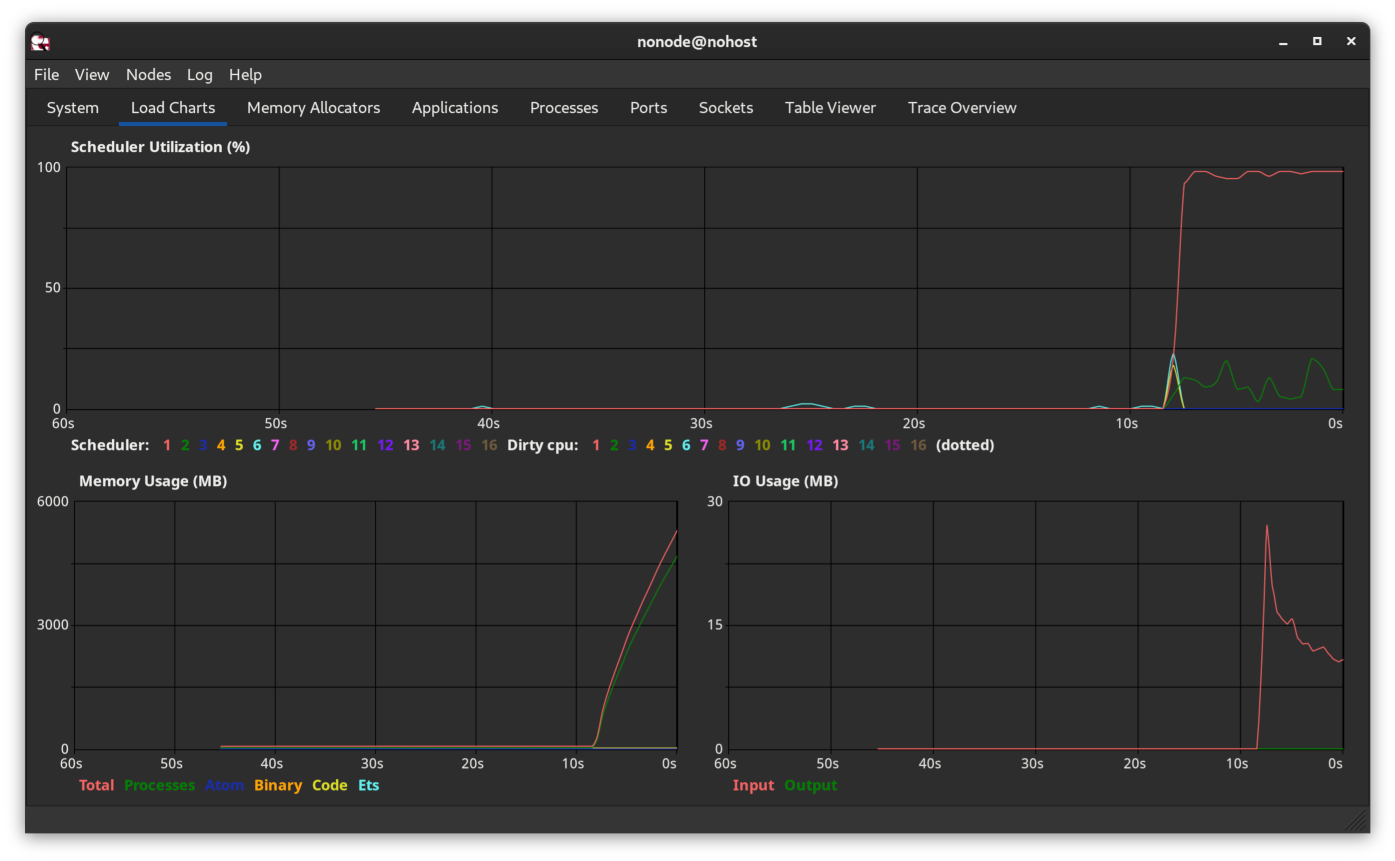 nonode@nohost
File View Nodes Log Help
System Load Charts Memory Allocators Applications Processes Ports Sockets Table Viewer Trace Overview
Scheduler Utilization (%)
100
50
0
60s 50s 40s 30s 20s 10s 0s
Scheduler: 1 2 3 4 5 6 7 8 9 10 11 12 13 14 15 16 Dirty cpu: 1 2 3 4 5 6 7 8 9 10 11 12 13 14 15 16 (dotted)
Memory Usage (MB)
6000
3000
0
60s 50s 40s 30s 20s 10s 0s
Total Processes Atom Binary Code Ets
IO Usage (MB)
30
15
0
60s 50s 40s 30s 20s 10s 0s
Input Output